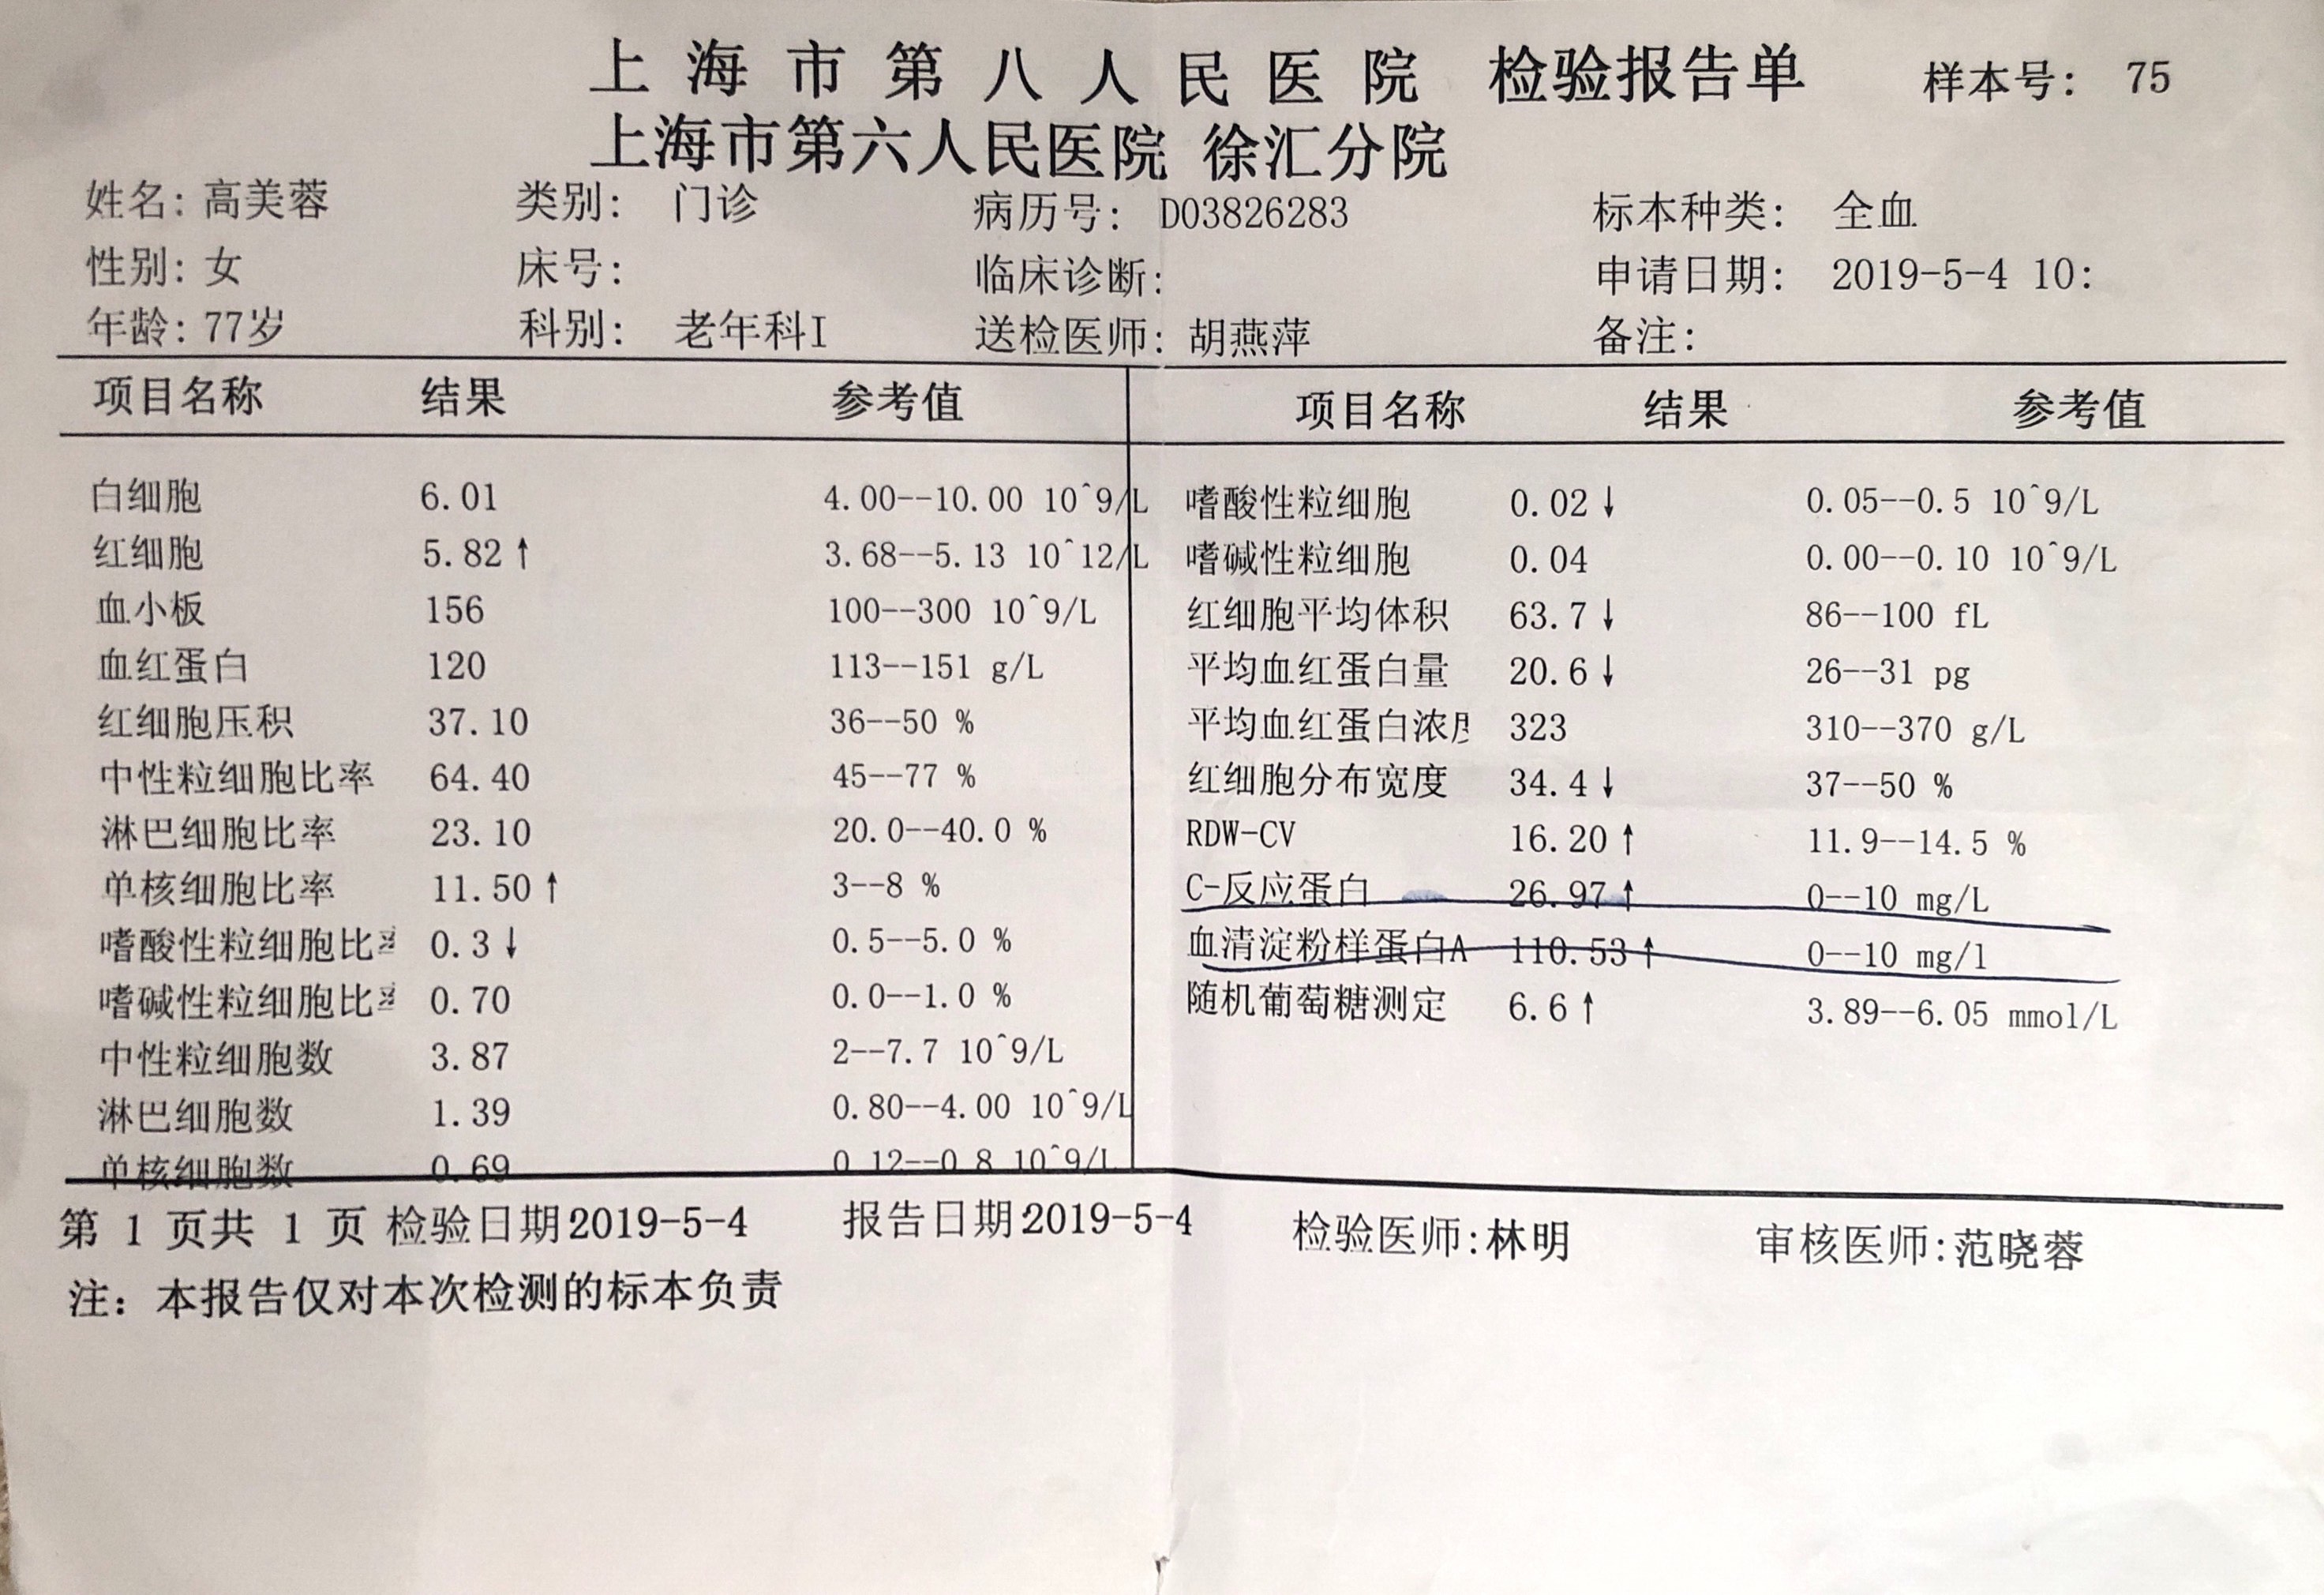 上海市第八人民医院 检验报告单 样本号: 75
上海市第六人民医院 徐汇分院
姓名: 高美蓉 类别: 门诊 病历号: D03826283 标本种类: 全血
性别: 女 床号: 临床诊断: 申请日期: 2019-5-4 10:
年龄: 77岁 科别: 老年科I 送检医师: 胡燕萍 备注:
项目名称 结果 参考值 项目名称 结果 参考值
白细胞 6.01 4.00--10.00 10^9/L 嗜酸性粒细胞 0.02↓ 0.05--0.5 10^9/L
红细胞 5.82↑ 3.68--5.13 10^12/L 嗜碱性粒细胞 0.04 0.00--0.10 10^9/L
血小板 156 100--300 10^9/L 红细胞平均体积 63.7↓ 86--100 fL
血红蛋白 120 113--151 g/L 平均血红蛋白量 20.6↓ 26--31 pg
红细胞压积 37.10 36--50 % 平均血红蛋白浓度 323 310--370 g/L
中性粒细胞比率 64.40 45--77 % 红细胞分布宽度 34.4↓ 37--50 %
淋巴细胞比率 23.10 20.0--40.0 % RDW-CV 16.20↑ 11.9--14.5 %
单核细胞比率 11.50↑ 3--8 % C-反应蛋白 26.97↑ 0--10 mg/L
嗜酸性粒细胞比率 0.3↓ 0.5--5.0 % 血清淀粉样蛋白A 110.53↑ 0--10 mg/l
嗜碱性粒细胞比率 0.70 0.0--1.0 % 随机葡萄糖测定 6.6↑ 3.89--6.05 mmol/L
中性粒细胞数 3.87 2--7.7 10^9/L
淋巴细胞数 1.39 0.80--4.00 10^9/L
单核细胞数 0.69 0.12--0.8 10^9/L
第 1 页共 1 页 检验日期2019-5-4 报告日期:2019-5-4 检验医师:林明 审核医师:范晓蓉
注: 本报告仅对本次检测的标本负责